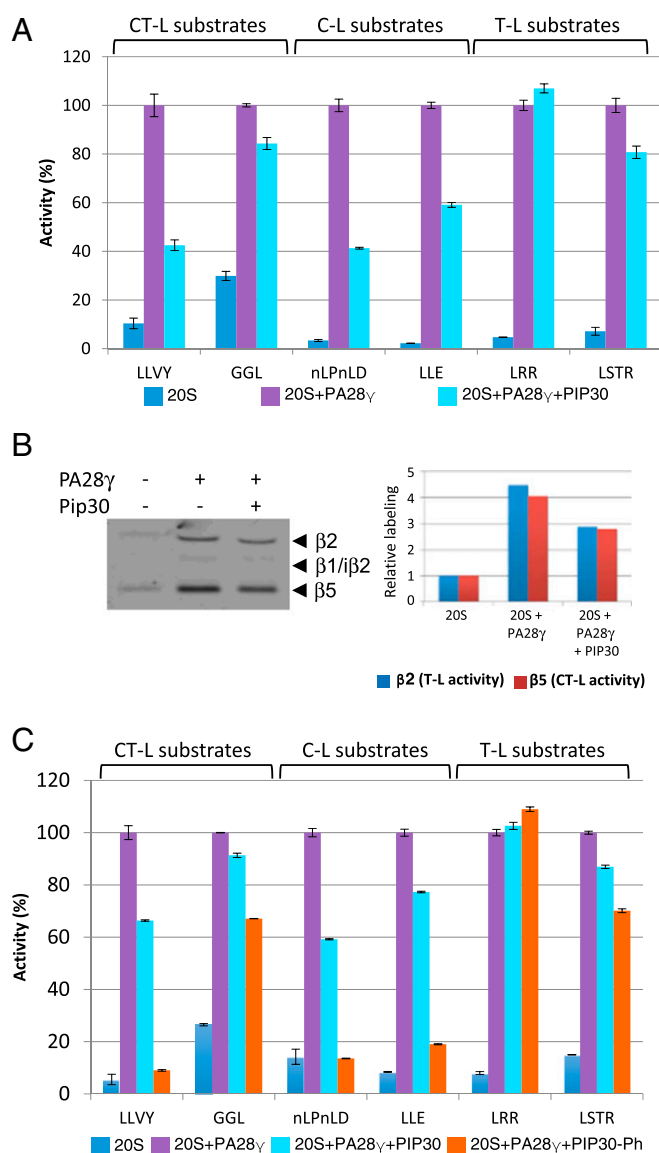 A
CT-L substrates C-L substrates T-L substrates
120
100
80
60
40
20
0
Activity (%)
LLVY GGL nLPnLD LLE LRR LSTR
20S 20S+PA28γ 20S+PA28γ+PIP30
B
PA28γ - + +
Pip30 - - +
β2
β1/iβ2
β5
5
4
3
2
1
0
Relative labeling
20S 20S + PA28γ 20S + PA28γ + PIP30
β2 (T-L activity) β5 (CT-L activity)
C
CT-L substrates C-L substrates T-L substrates
120
100
80
60
40
20
0
Activity (%)
LLVY GGL nLPnLD LLE LRR LSTR
20S 20S+PA28γ 20S+PA28γ+PIP30 20S+PA28γ+PIP30-Ph